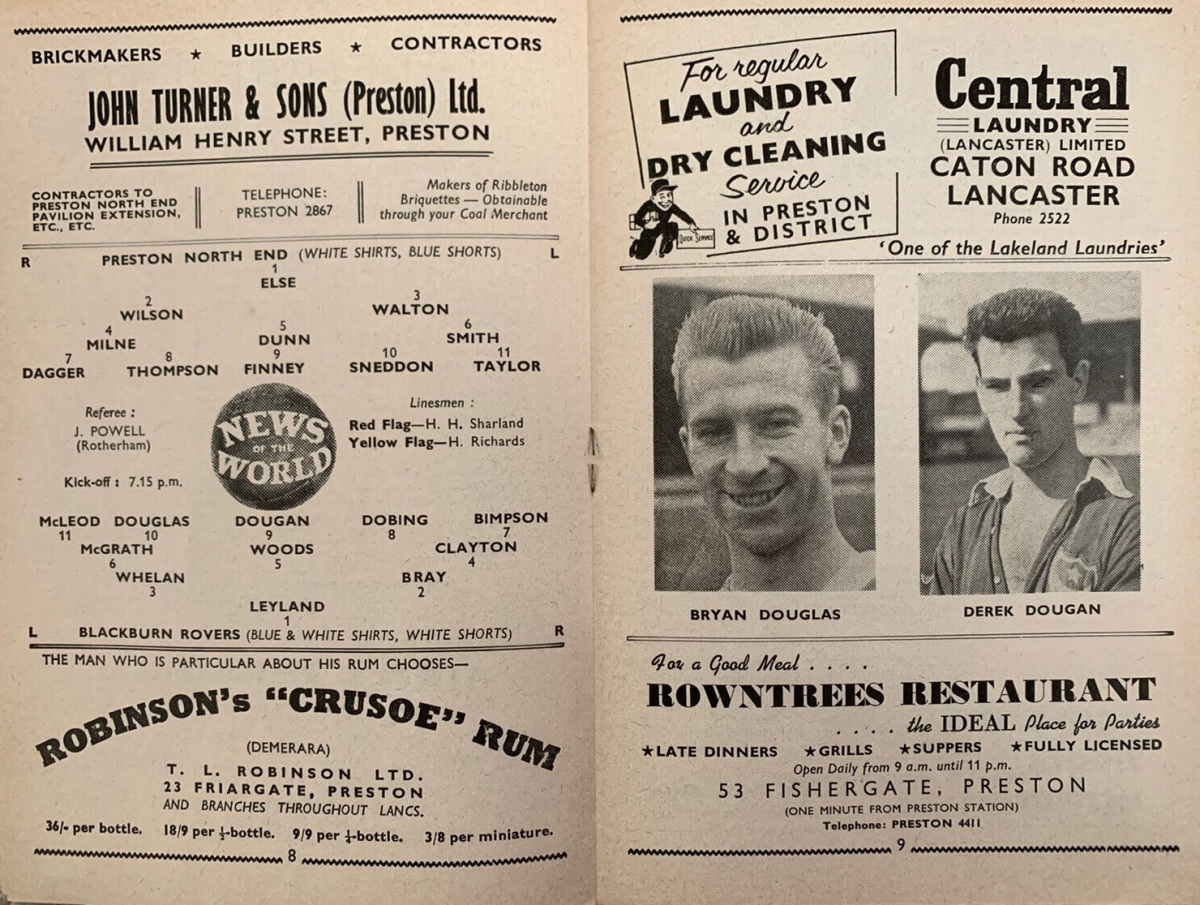 BRICKMAKERS ★ BUILDERS ★ CONTRACTORS
JOHN TURNER & SONS (Preston) Ltd.
WILLIAM HENRY STREET, PRESTON
CONTRACTORS TO
PRESTON NORTH END
PAVILION EXTENSION,
ETC., ETC.
TELEPHONE:
PRESTON 2867
Makers of Ribbleton
Briquettes — Obtainable
through your Coal Merchant
R PRESTON NORTH END (WHITE SHIRTS, BLUE SHORTS) L
1
ELSE
2 3
WILSON WALTON
4 5 6
MILNE DUNN SMITH
7 8 9 10 11
DAGGER THOMPSON FINNEY SNEDDON TAYLOR
Referee :
J. POWELL
(Rotherham)
Kick-off : 7.15 p.m.
NEWS
OF THE
WORLD
Linesmen :
Red Flag—H. H. Sharland
Yellow Flag—H. Richards
McLEOD DOUGLAS DOUGAN DOBING BIMPSON
11 10 9 8 7
McGRATH WOODS CLAYTON
6 5 4
WHELAN BRAY
3 2
LEYLAND
1
L BLACKBURN ROVERS (BLUE & WHITE SHIRTS, WHITE SHORTS) R
THE MAN WHO IS PARTICULAR ABOUT HIS RUM CHOOSES—
ROBINSON's "CRUSOE" RUM
(DEMERARA)
T. L. ROBINSON LTD.
23 FRIARGATE, PRESTON
AND BRANCHES THROUGHOUT LANCS.
36/- per bottle. 18/9 per ½-bottle. 9/9 per ¼-bottle. 3/8 per miniature.
8
For regular
LAUNDRY
and
DRY CLEANING
Service
IN PRESTON
& DISTRICT
QUICK SERVICE
Central
LAUNDRY
(LANCASTER) LIMITED
CATON ROAD
LANCASTER
Phone 2522
'One of the Lakeland Laundries'
BRYAN DOUGLAS
DEREK DOUGAN
For a Good Meal . . . .
ROWNTREES RESTAURANT
. . . . the IDEAL Place for Parties
★LATE DINNERS ★GRILLS ★SUPPERS ★FULLY LICENSED
Open Daily from 9 a.m. until 11 p.m.
53 FISHERGATE, PRESTON
(ONE MINUTE FROM PRESTON STATION)
Telephone: PRESTON 4411
9